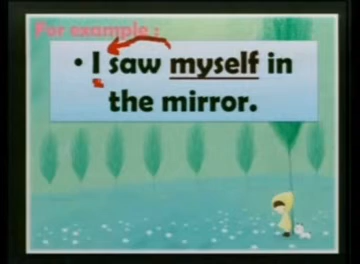 For example :
• I saw myself in
the mirror.